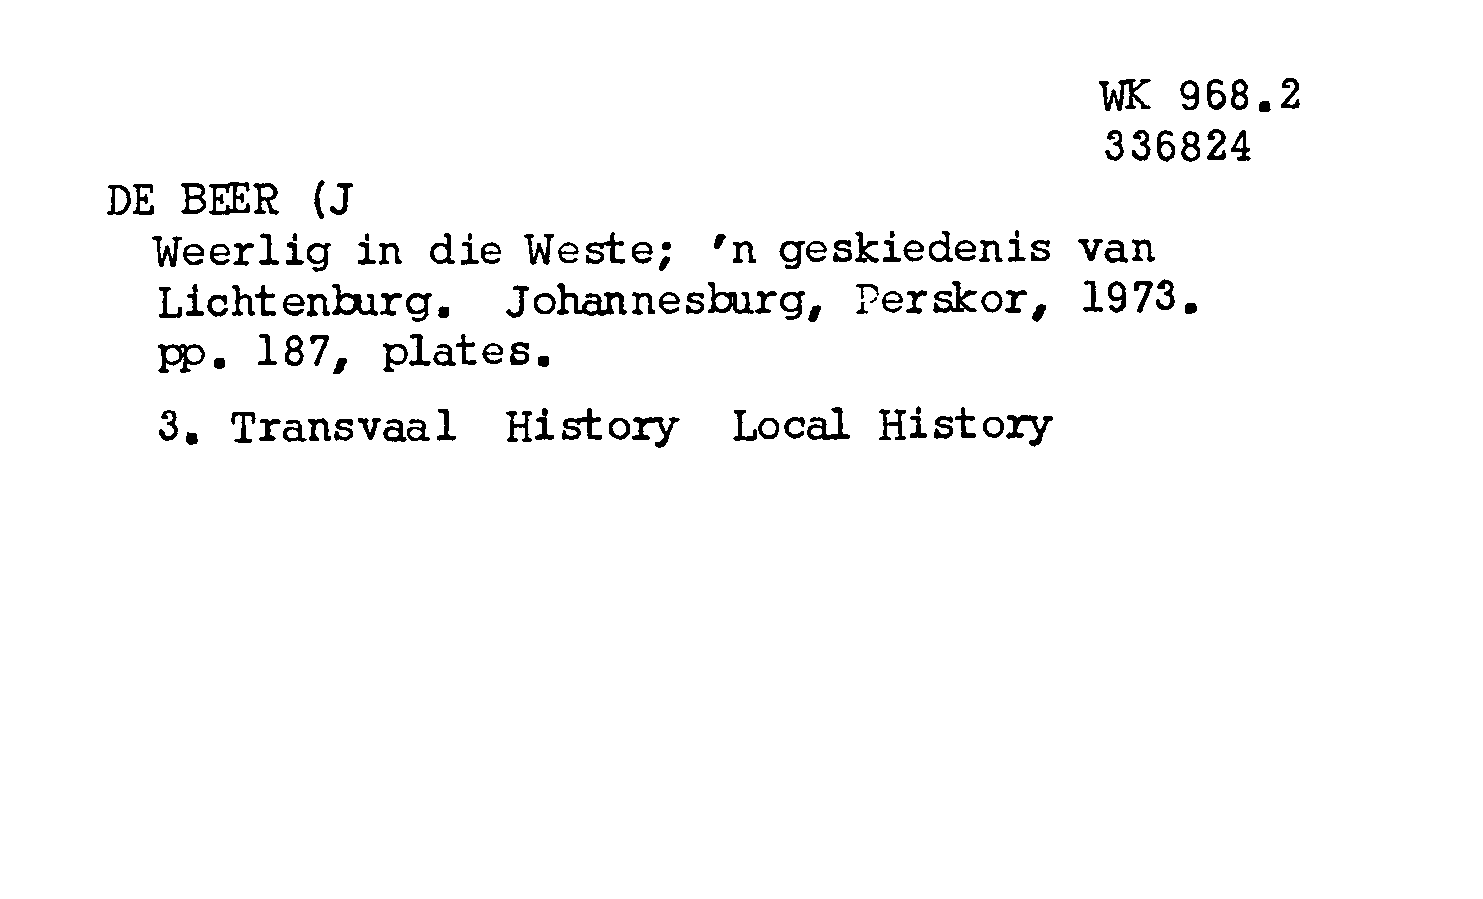 WK 968.2
336824
DE BEER (J
Weerlig in die Weste; 'n geskiedenis van
Lichtenburg. Johannesburg, Perskor, 1973.
pp. 187, plates.
3. Transvaal History Local History